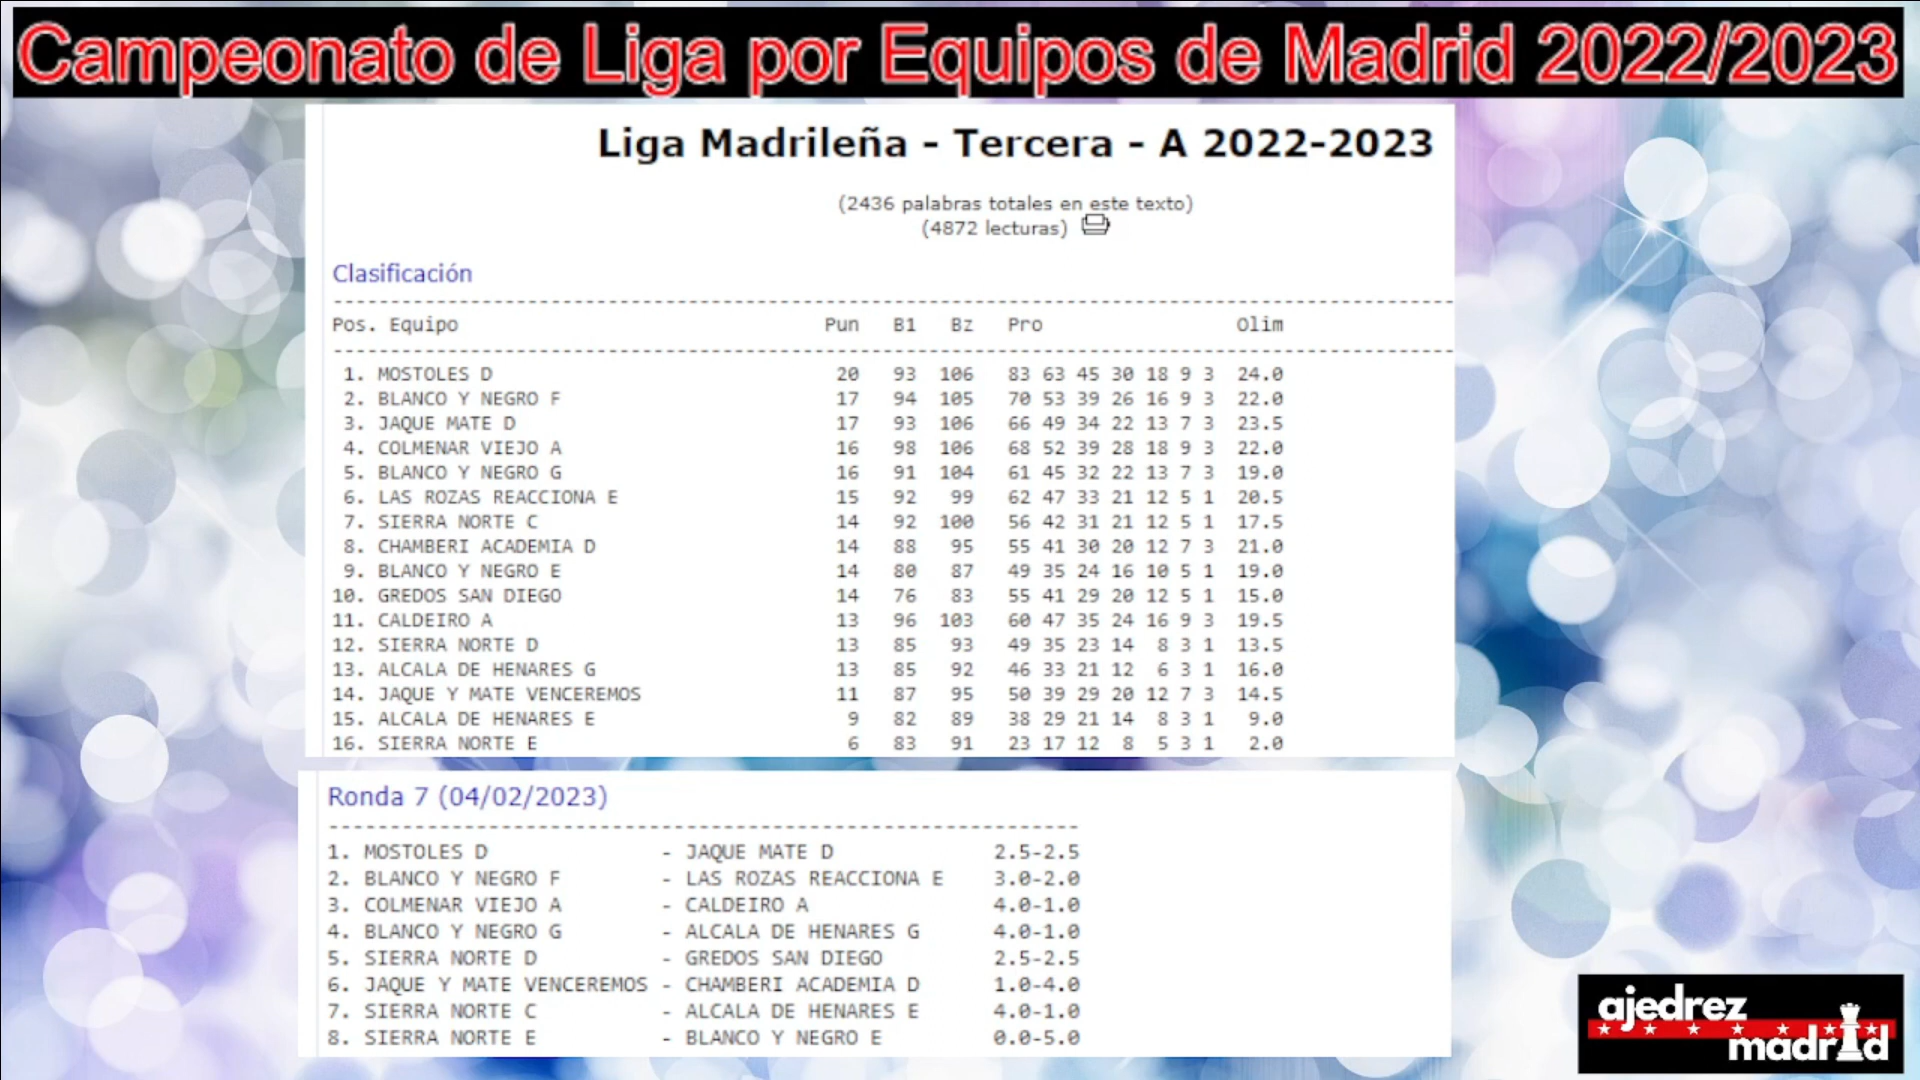 Campeonato de Liga por Equipos de Madrid 2022/2023
Liga Madrileña - Tercera - A 2022-2023
(2436 palabras totales en este texto)
(4872 lecturas)
Clasificación
Pos. Equipo Pun B1 Bz Pro Olim
1. MOSTOLES D 20 93 106 83 63 45 30 18 9 3 24.0
2. BLANCO Y NEGRO F 17 94 105 70 53 39 26 16 9 3 22.0
3. JAQUE MATE D 17 93 106 66 49 34 22 13 7 3 23.5
4. COLMENAR VIEJO A 16 98 106 68 52 39 28 18 9 3 22.0
5. BLANCO Y NEGRO G 16 91 104 61 45 32 22 13 7 3 19.0
6. LAS ROZAS REACCIONA E 15 92 99 62 47 33 21 12 5 1 20.5
7. SIERRA NORTE C 14 92 100 56 42 31 21 12 5 1 17.5
8. CHAMBERI ACADEMIA D 14 88 95 55 41 30 20 12 7 3 21.0
9. BLANCO Y NEGRO E 14 80 87 49 35 24 16 10 5 1 19.0
10. GREDOS SAN DIEGO 14 76 83 55 41 29 20 12 5 1 15.0
11. CALDEIRO A 13 96 103 60 47 35 24 16 9 3 19.5
12. SIERRA NORTE D 13 85 93 49 35 23 14 8 3 1 13.5
13. ALCALA DE HENARES G 13 85 92 46 33 21 12 6 3 1 16.0
14. JAQUE Y MATE VENCEREMOS 11 87 95 50 39 29 20 12 7 3 14.5
15. ALCALA DE HENARES E 9 82 89 38 29 21 14 8 3 1 9.0
16. SIERRA NORTE E 6 83 91 23 17 12 8 5 3 1 2.0
Ronda 7 (04/02/2023)
1. MOSTOLES D - JAQUE MATE D 2.5-2.5
2. BLANCO Y NEGRO F - LAS ROZAS REACCIONA E 3.0-2.0
3. COLMENAR VIEJO A - CALDEIRO A 4.0-1.0
4. BLANCO Y NEGRO G - ALCALA DE HENARES G 4.0-1.0
5. SIERRA NORTE D - GREDOS SAN DIEGO 2.5-2.5
6. JAQUE Y MATE VENCEREMOS - CHAMBERI ACADEMIA D 1.0-4.0
7. SIERRA NORTE C - ALCALA DE HENARES E 4.0-1.0
8. SIERRA NORTE E - BLANCO Y NEGRO E 0.0-5.0
ajedrez
madrid